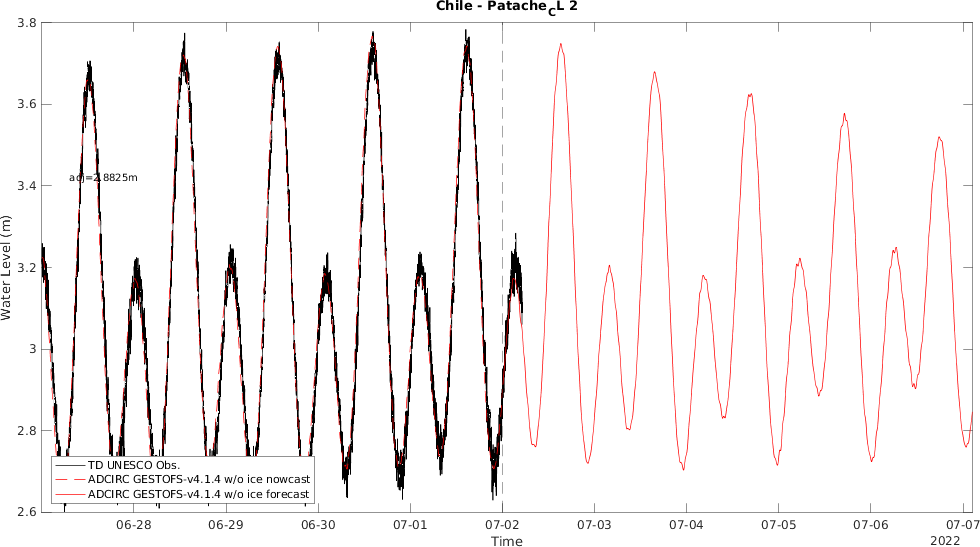 Chile - Patache_CL 2
Water Level (m)
3.8
3.6
3.4
3.2
3
2.8
2.6
adj=2.8825m
TD UNESCO Obs.
ADCIRC GESTOFS-v4.1.4 w/o ice nowcast
ADCIRC GESTOFS-v4.1.4 w/o ice forecast
06-28 06-29 06-30 07-01 07-02 07-03 07-04 07-05 07-06 07-07
Time
2022